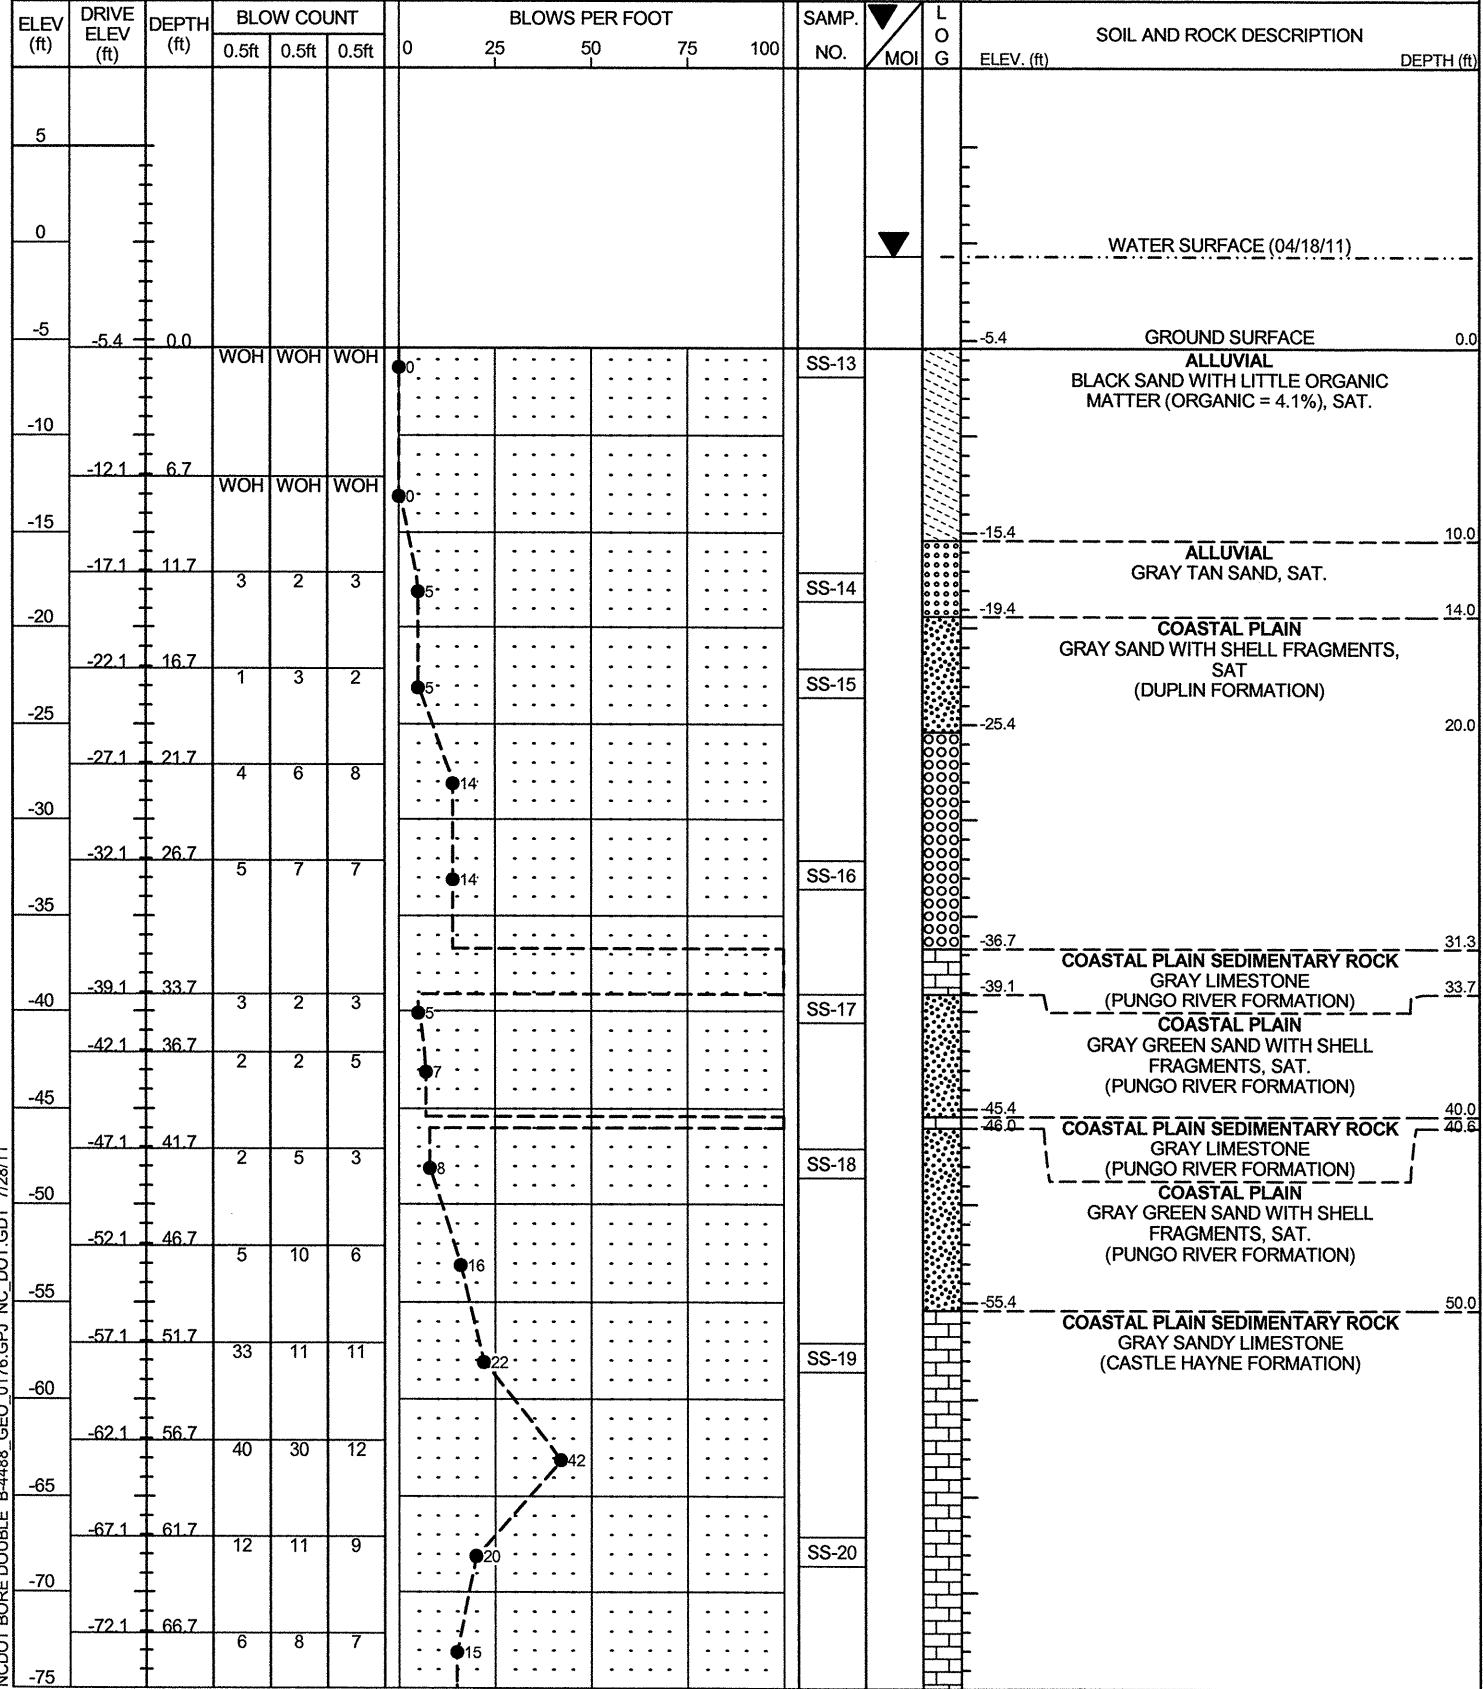 ELEV (ft) DRIVE ELEV (ft) DEPTH (ft) BLOW COUNT BLOWS PER FOOT SAMP. NO. MOI LOG SOIL AND ROCK DESCRIPTION
0.5ft 0.5ft 0.5ft 0 25 50 75 100 ELEV. (ft) DEPTH (ft)
5
0
WATER SURFACE (04/18/11)
-5 -5.4 0.0 -5.4 GROUND SURFACE 0.0
WOH WOH WOH 0 SS-13 ALLUVIAL
BLACK SAND WITH LITTLE ORGANIC
MATTER (ORGANIC = 4.1%), SAT.
-10
-12.1 6.7
WOH WOH WOH 0
-15 -15.4 10.0
-17.1 11.7 ALLUVIAL
GRAY TAN SAND, SAT.
3 2 3 5 SS-14
-20 -19.4 14.0
COASTAL PLAIN
GRAY SAND WITH SHELL FRAGMENTS,
SAT
-22.1 16.7
1 3 2 5 SS-15 (DUPLIN FORMATION)
-25 -25.4 20.0
-27.1 21.7
4 6 8 14
-30
-32.1 26.7
5 7 7 14 SS-16
-35
-36.7 31.3
COASTAL PLAIN SEDIMENTARY ROCK
GRAY LIMESTONE
-39.1 33.7 -39.1 33.7
(PUNGO RIVER FORMATION)
-40 3 2 3 5 SS-17
COASTAL PLAIN
GRAY GREEN SAND WITH SHELL
-42.1 36.7
2 2 5 7 FRAGMENTS, SAT.
(PUNGO RIVER FORMATION)
-45 -45.4 40.0
-46.0 COASTAL PLAIN SEDIMENTARY ROCK 40.6
-47.1 41.7 GRAY LIMESTONE
2 5 3 8 SS-18 (PUNGO RIVER FORMATION)
-50 COASTAL PLAIN
GRAY GREEN SAND WITH SHELL
FRAGMENTS, SAT.
-52.1 46.7
5 10 6 16 (PUNGO RIVER FORMATION)
-55 -55.4 50.0
COASTAL PLAIN SEDIMENTARY ROCK
-57.1 51.7 GRAY SANDY LIMESTONE
33 11 11 22 SS-19 (CASTLE HAYNE FORMATION)
-60
-62.1 56.7
40 30 12 42
-65
-67.1 61.7
12 11 9 20 SS-20
-70
-72.1 66.7
6 8 7 15
-75
NCDOT BORE DOUBLE B-4488_GEO_0176.GPJ NC_DOT.GDT 7/28/11